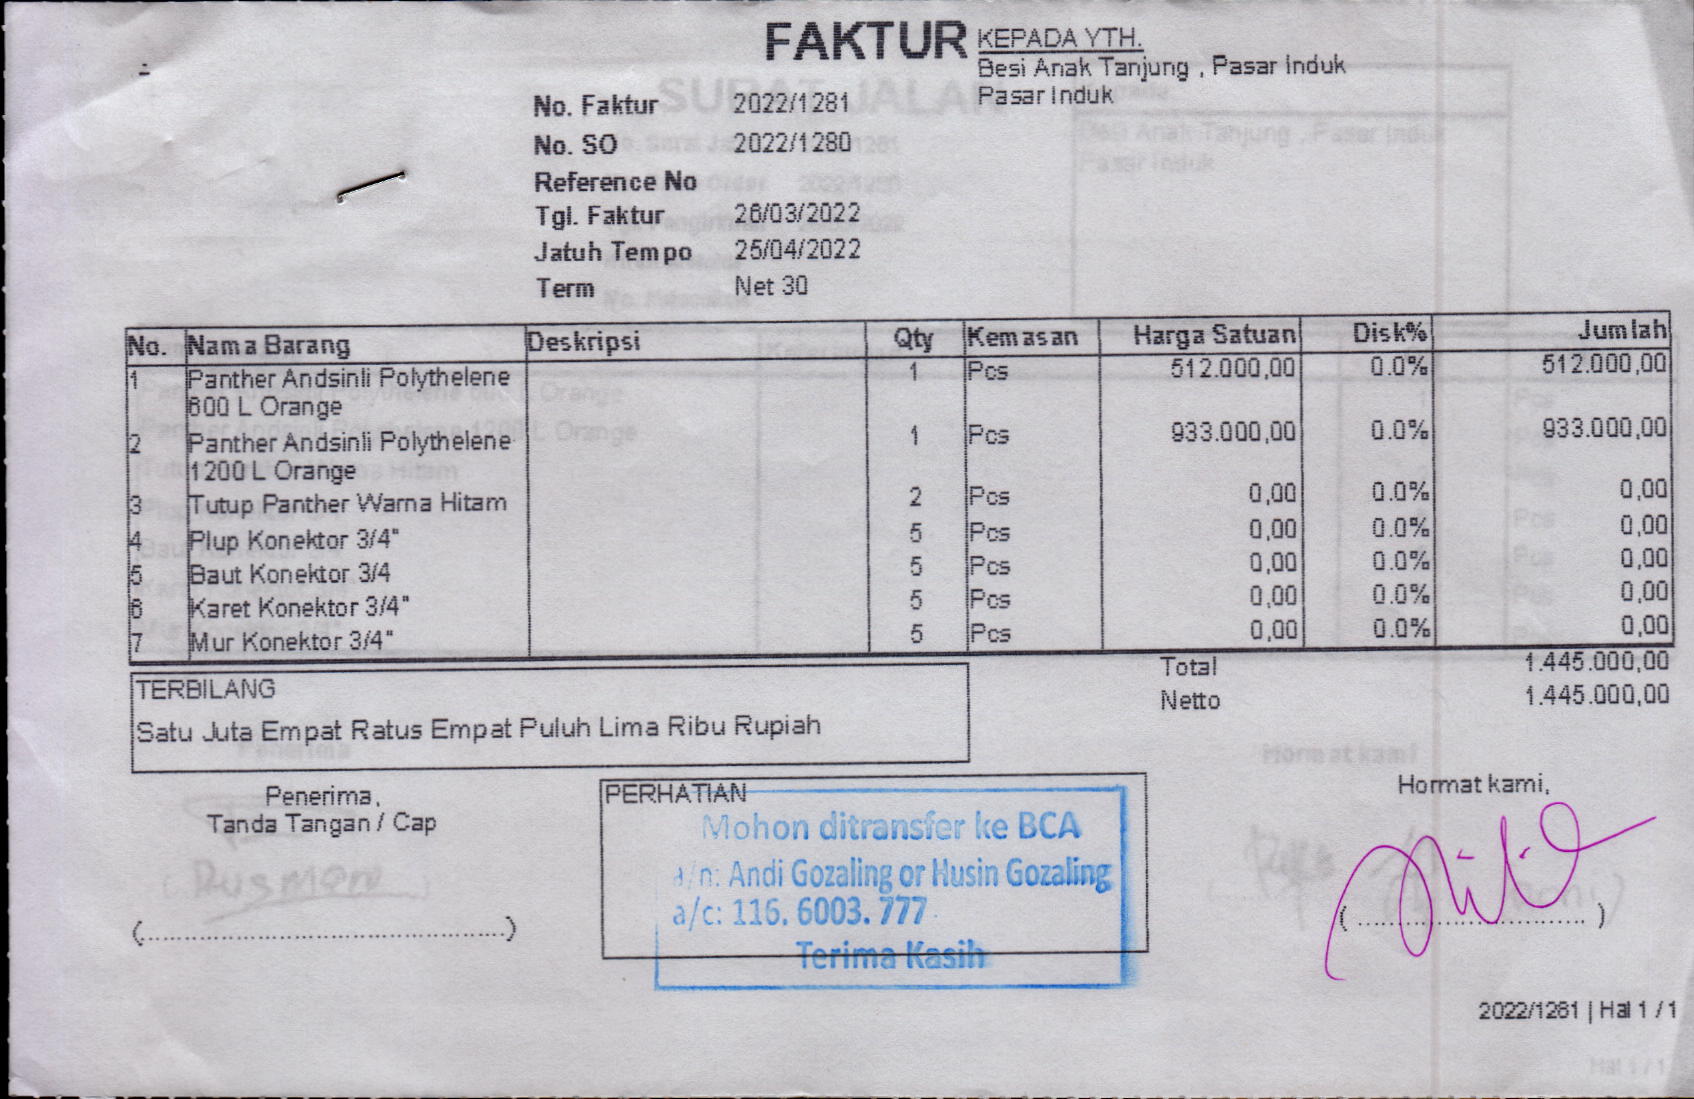 FAKTUR
KEPADA YTH.
Besi Anak Tanjung , Pasar Induk
Pasar Induk
No. Faktur 2022/1281
No. SO 2022/1280
Reference No
Tgl. Faktur 26/03/2022
Jatuh Tempo 25/04/2022
Term Net 30
No. Nama Barang Deskripsi Qty Kemasan Harga Satuan Disk% Jumlah
1 Panther Andsinli Polythelene 1 Pcs 512.000,00 0.0% 512.000,00
600 L Orange
2 Panther Andsinli Polythelene 1 Pcs 933.000,00 0.0% 933.000,00
1200 L Orange
3 Tutup Panther Warna Hitam 2 Pcs 0,00 0.0% 0,00
4 Plup Konektor 3/4" 5 Pcs 0,00 0.0% 0,00
5 Baut Konektor 3/4 5 Pcs 0,00 0.0% 0,00
6 Karet Konektor 3/4" 5 Pcs 0,00 0.0% 0,00
7 Mur Konektor 3/4" 5 Pcs 0,00 0.0% 0,00
Total 1.445.000,00
Netto 1.445.000,00
TERBILANG
Satu Juta Empat Ratus Empat Puluh Lima Ribu Rupiah
Penerima,
Tanda Tangan / Cap
(..............................................)
PERHATIAN
Mohon ditransfer ke BCA
a/n: Andi Gozaling or Husin Gozaling
a/c: 116. 6003. 777
Terima Kasih
Hormat kami,
(..............................)
2022/1281 | Hal 1 / 1